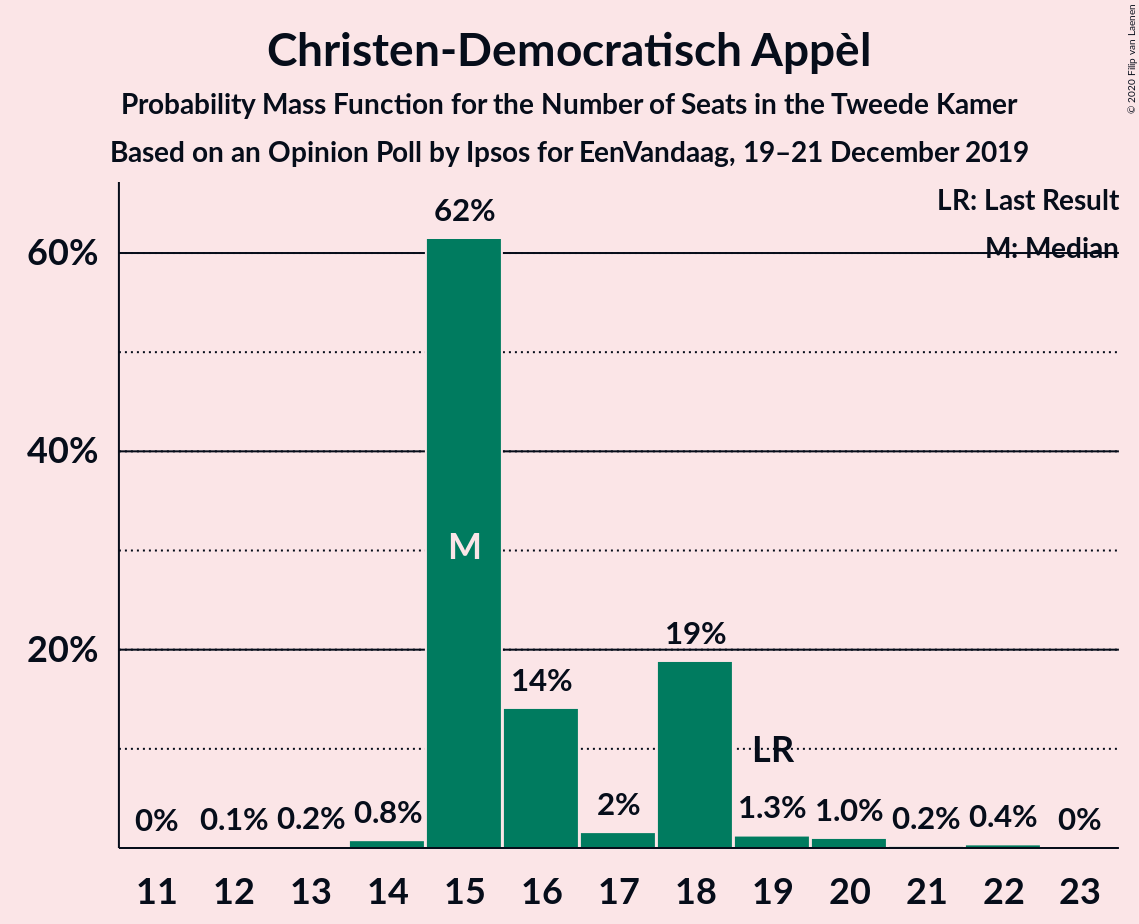 Christen-Democratisch Appèl
Probability Mass Function for the Number of Seats in the Tweede Kamer
Based on an Opinion Poll by Ipsos for EenVandaag, 19–21 December 2019
© 2020 Filip van Laenen
LR: Last Result
M: Median
60%
40%
20%
62%
M
14%
19%
LR
0%
0.1%
0.2%
0.8%
2%
1.3%
1.0%
0.2%
0.4%
0%
11 12 13 14 15 16 17 18 19 20 21 22 23